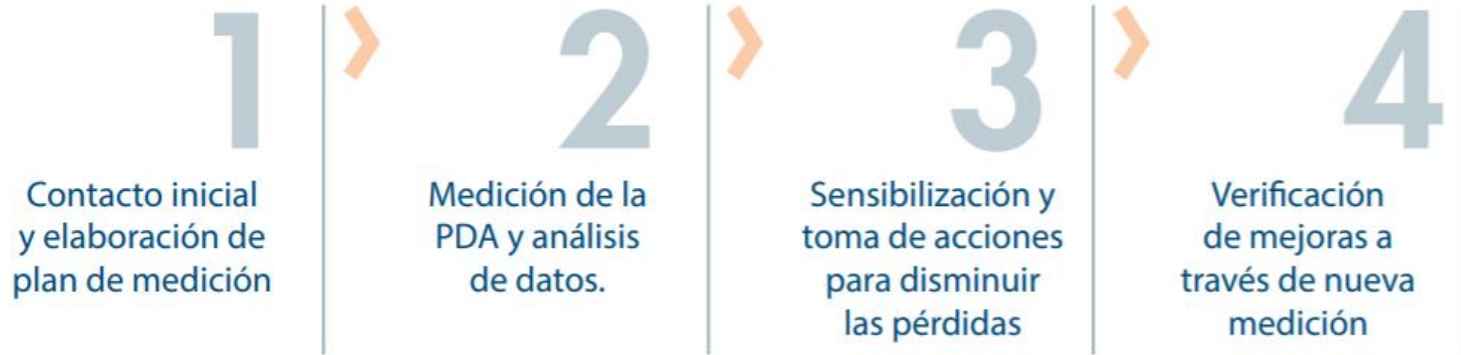 1
Contacto inicial
y elaboración de
plan de medición
2
Medición de la
PDA y análisis
de datos.
3
Sensibilización y
toma de acciones
para disminuir
las pérdidas
4
Verificación
de mejoras a
través de nueva
medición